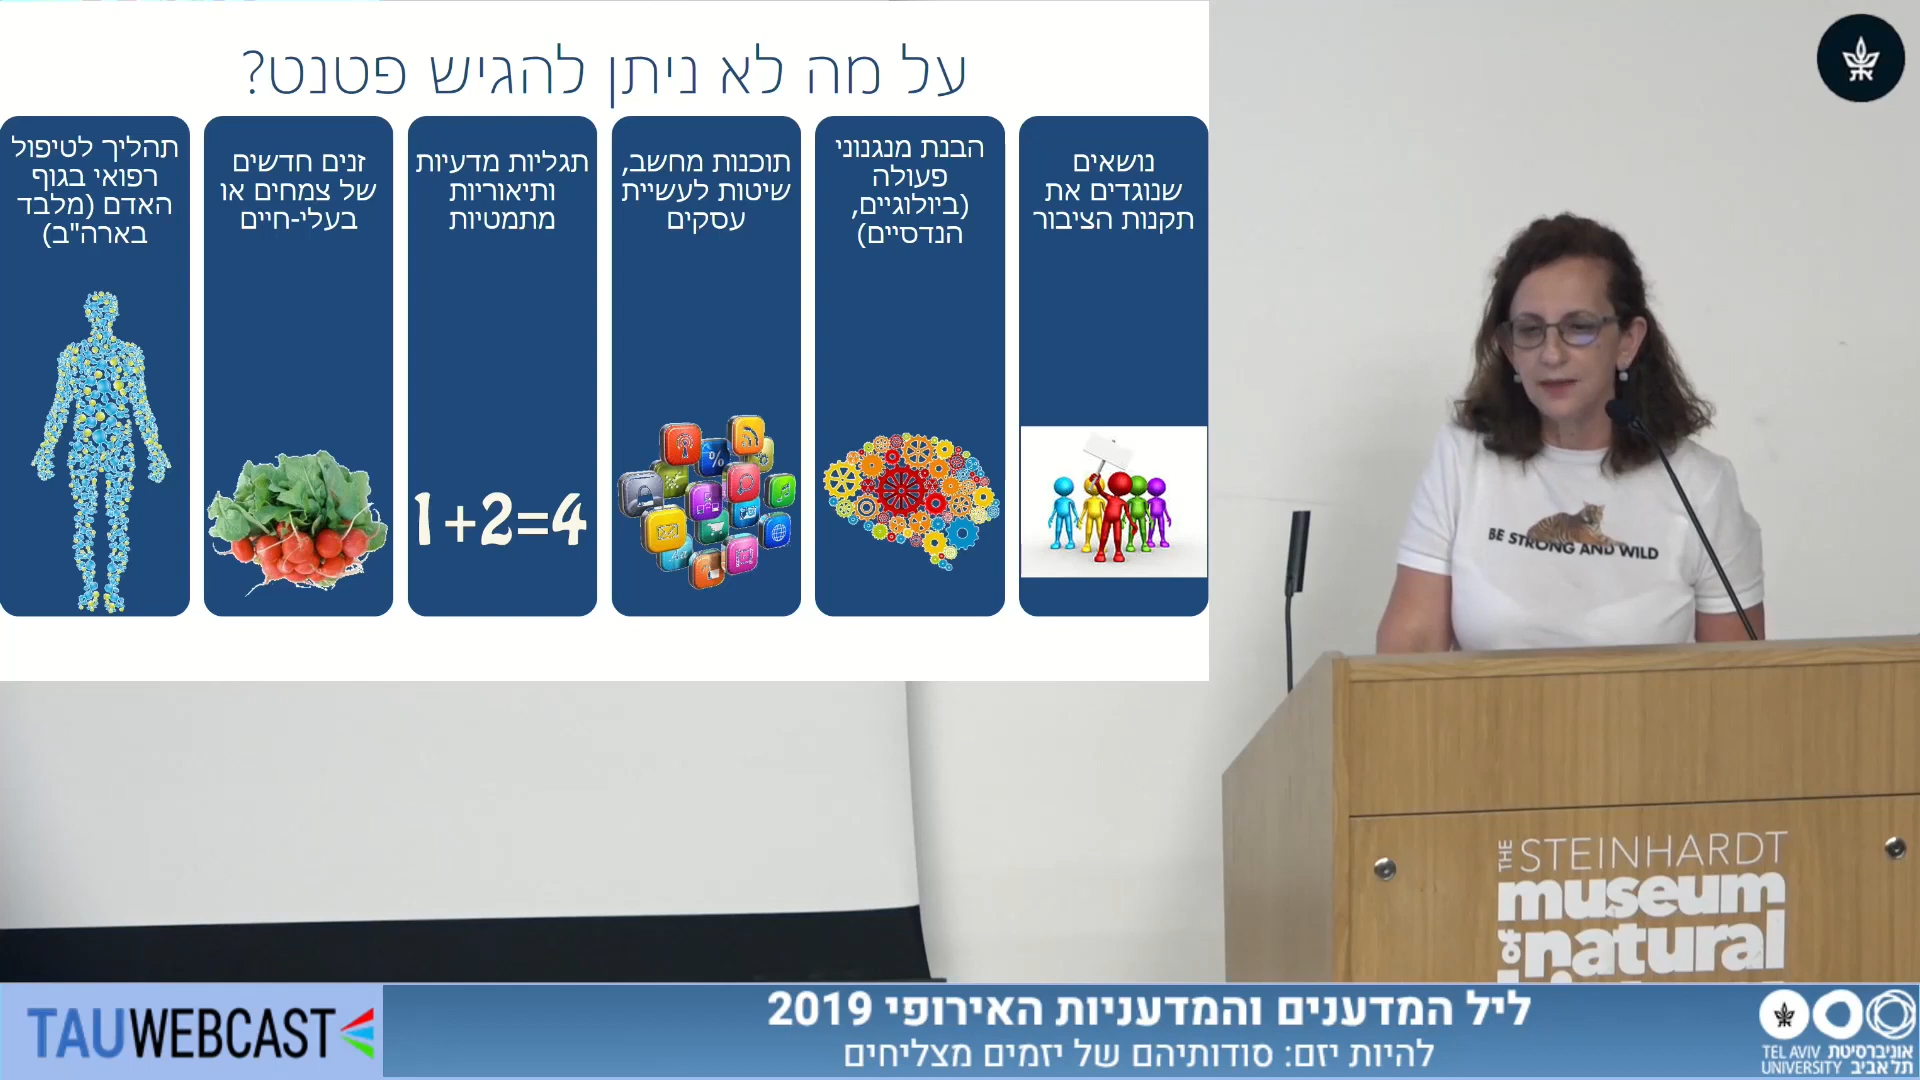 על מה לא ניתן להגיש פטנט?
נושאים
שנוגדים את
תקנות הציבור
הבנת מנגנוני
פעולה
(ביולוגיים,
הנדסיים)
תוכנות מחשב,
שיטות לעשיית
עסקים
תגליות מדעיות
ותיאוריות
מתמטיות
1+2=4
זנים חדשים
של צמחים או
בעלי-חיים
תהליך לטיפול
רפואי בגוף
האדם (מלבד
בארה"ב)
%
את
BE STRONG AND WILD
THE STEINHARDT
museum
of natural
TAUWEBCAST
ליל המדענים והמדעניות האירופי 2019
להיות יזם: סודותיהם של יזמים מצליחים
TEL AVIV אוניברסיטת
UNIVERSITY תל אביב